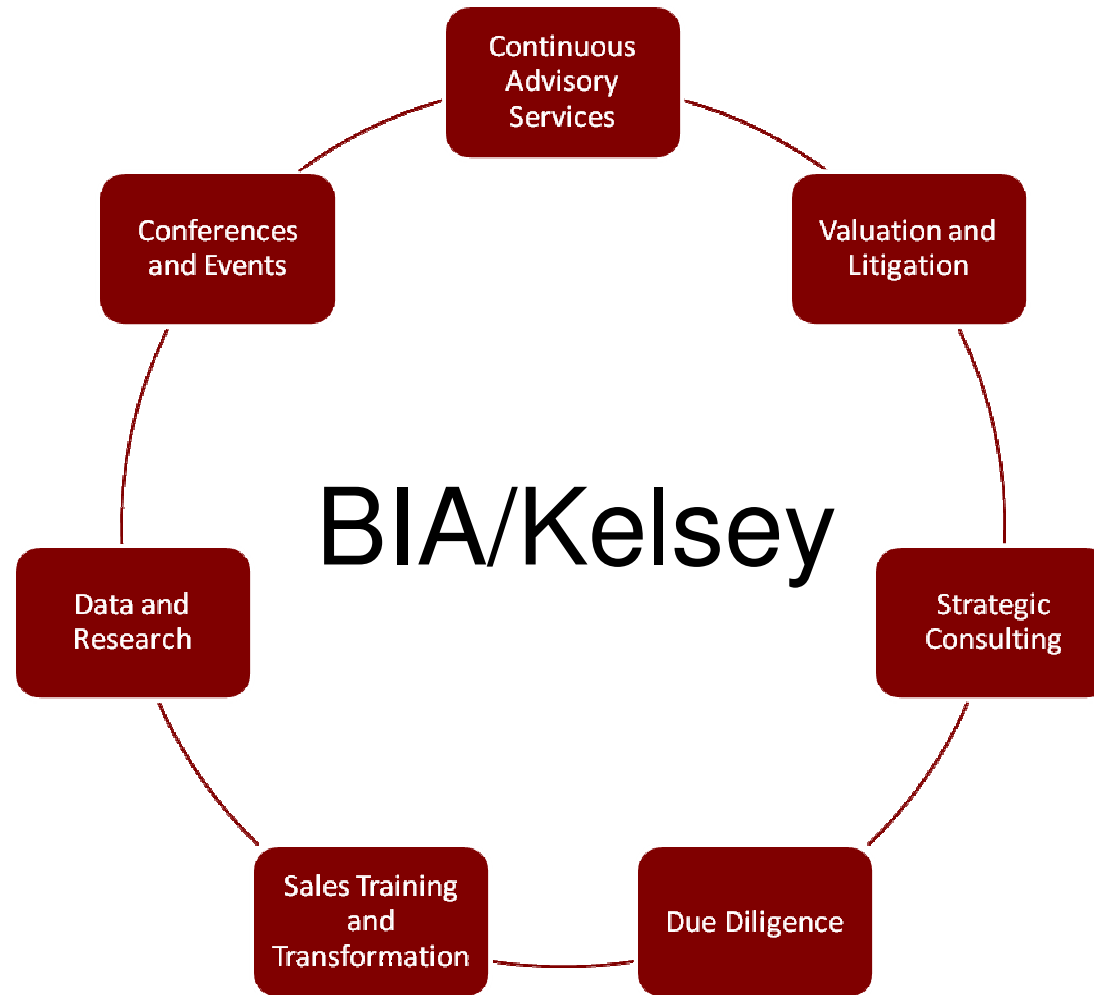 Continuous
Advisory
Services
Conferences
and Events
Valuation and
Litigation
BIA/Kelsey
Data and
Research
Strategic
Consulting
Sales Training
and
Transformation
Due Diligence